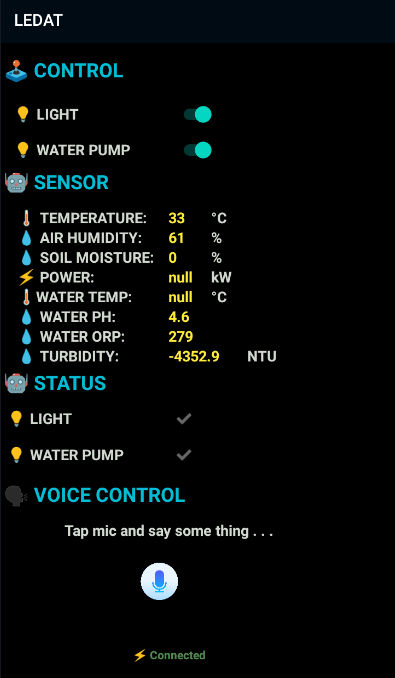 LEDAT
CONTROL
LIGHT
WATER PUMP
SENSOR
TEMPERATURE: 33 °C
AIR HUMIDITY: 61 %
SOIL MOISTURE: 0 %
POWER: null kW
WATER TEMP: null °C
WATER PH: 4.6
WATER ORP: 279
TURBIDITY: -4352.9 NTU
STATUS
LIGHT
WATER PUMP
VOICE CONTROL
Tap mic and say some thing . . .
Connected